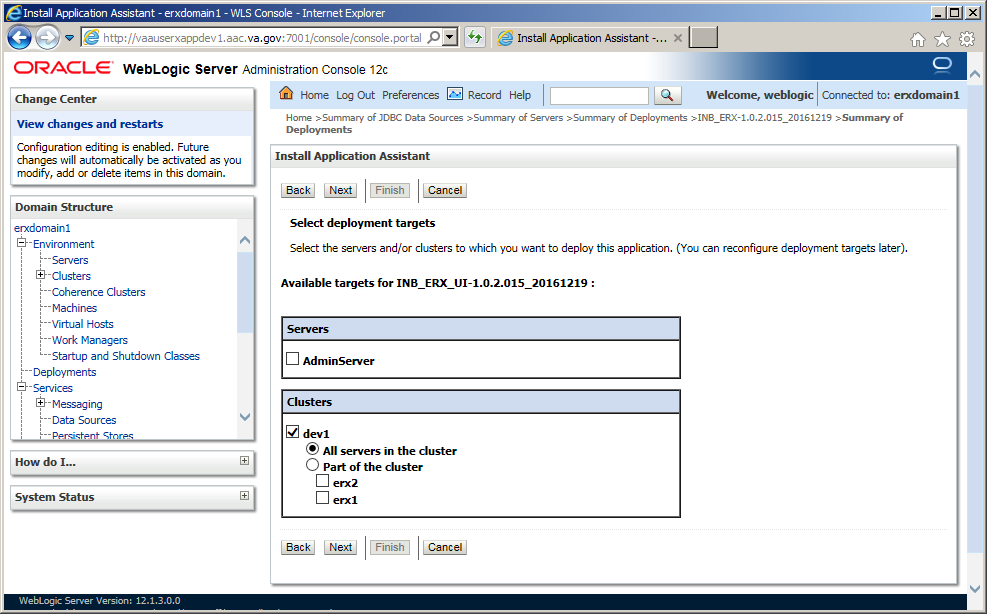 Install Application Assistant - erxdomain1 - WLS Console - Internet Explorer
http://vaauserxappdev1.aac.va.gov:7001/console/console.portal
Install Application Assistant -...
ORACLE WebLogic Server Administration Console 12c
Change Center
View changes and restarts
Configuration editing is enabled. Future
changes will automatically be activated as you
modify, add or delete items in this domain.
Domain Structure
erxdomain1
Environment
Servers
Clusters
Coherence Clusters
Machines
Virtual Hosts
Work Managers
Startup and Shutdown Classes
Deployments
Services
Messaging
Data Sources
Persistent Stores
How do I...
System Status
Home Log Out Preferences Record Help
Welcome, weblogic Connected to: erxdomain1
Home >Summary of JDBC Data Sources >Summary of Servers >Summary of Deployments >INB_ERX-1.0.2.015_20161219 >Summary of
Deployments
Install Application Assistant
Back Next Finish Cancel
Select deployment targets
Select the servers and/or clusters to which you want to deploy this application. (You can reconfigure deployment targets later).
Available targets for INB_ERX_UI-1.0.2.015_20161219 :
Servers
AdminServer
Clusters
dev1
All servers in the cluster
Part of the cluster
erx2
erx1
Back Next Finish Cancel
WebLogic Server Version: 12.1.3.0.0